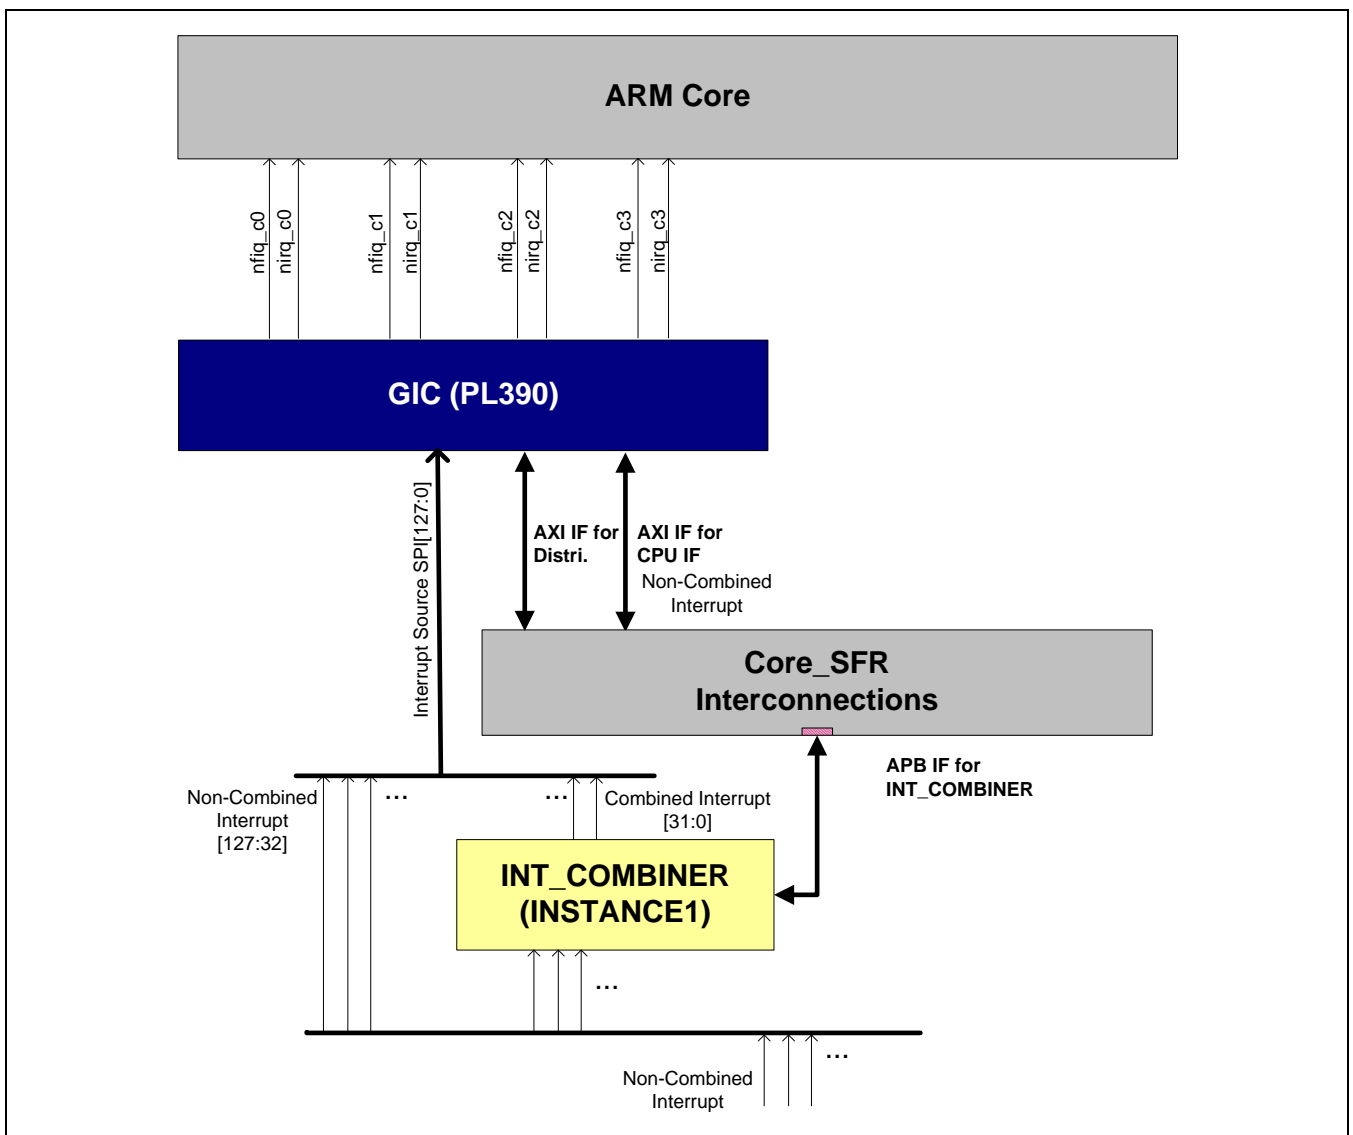 ARM Core
nfiq_c0
nirq_c0
nfiq_c1
nirq_c1
nfiq_c2
nirq_c2
nfiq_c3
nirq_c3
GIC (PL390)
Interrupt Source SPI[127:0]
AXI IF for
Distri.
AXI IF for
CPU IF
Non-Combined
Interrupt
Core_SFR
Interconnections
APB IF for
INT_COMBINER
Non-Combined
Interrupt
[127:32]
...
...
Combined Interrupt
[31:0]
INT_COMBINER
(INSTANCE1)
...
...
Non-Combined
Interrupt